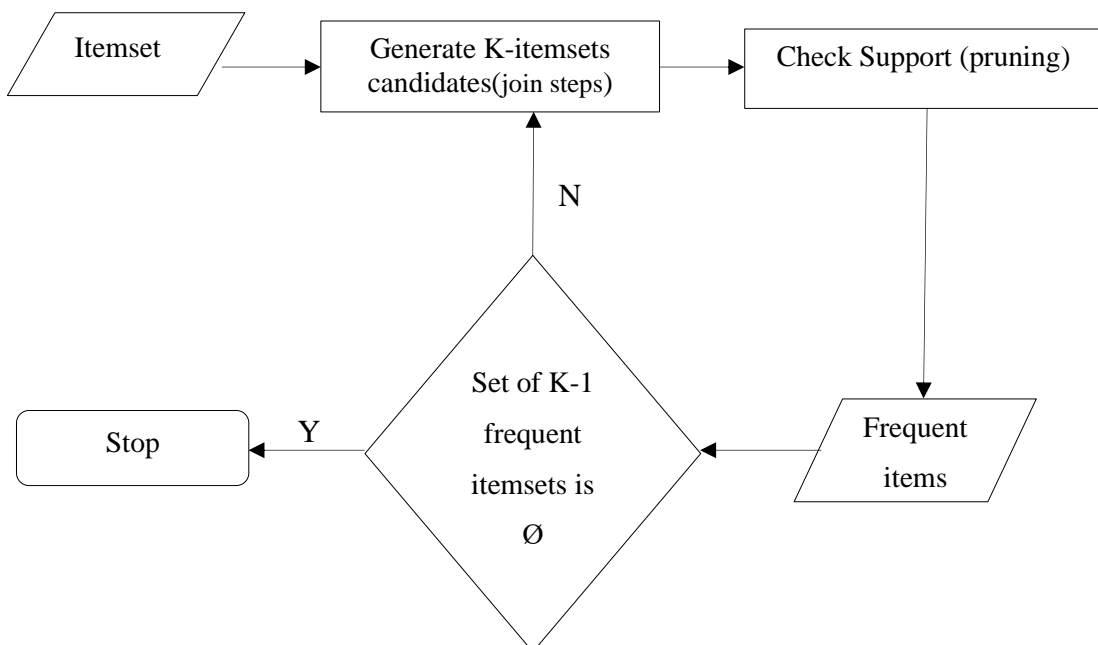 Itemset
Generate K-itemsets
candidates(join steps)
Check Support (pruning)
N
Set of K-1
frequent
itemsets is
Ø
Y
Stop
Frequent
items